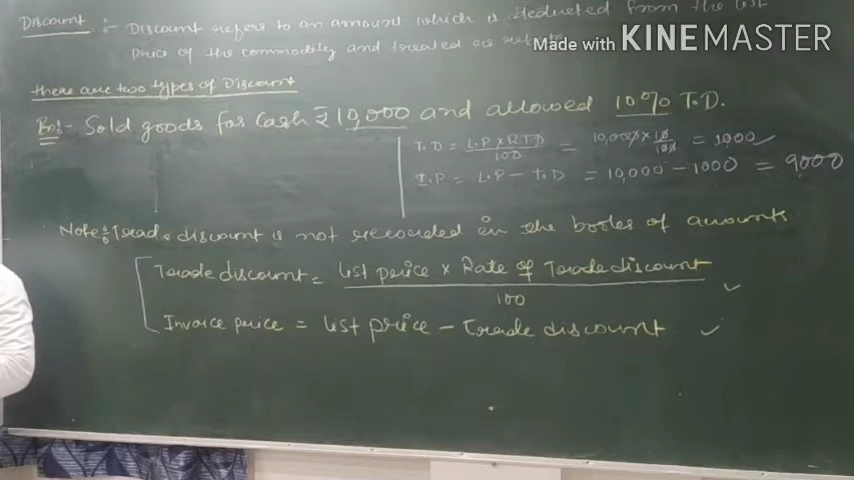 Discount :- Discount refers to an amount which is deducted from the list
price of the commodity and treated as
Made with KINEMASTER
there are two types of Discount
Ex:- Sold goods for cash ₹ 10,000 and allowed 10% T.D.
T.D = L.P × RTD / 100 = 10,000 × 10 / 100 = 1000
I.P = L.P - T.D = 10,000 - 1000 = 9000
Note:- Trade discount is not recorded in the books of accounts.
Trade discount = list price × Rate of Trade discount / 100
Invoice price = list price - Trade discount